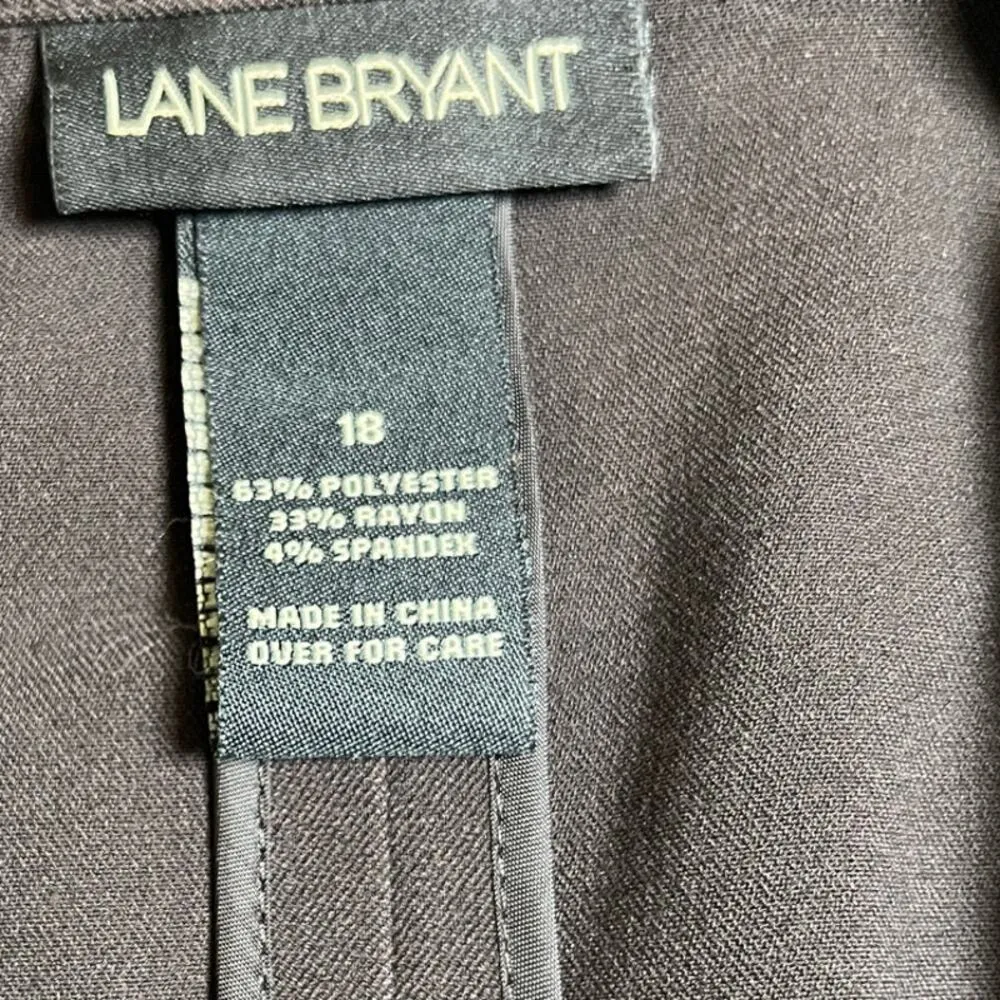 LANE BRYANT
18
63% POLYESTER
33% RAYON
4% SPANDEX
MADE IN CHINA
OVER FOR CARE